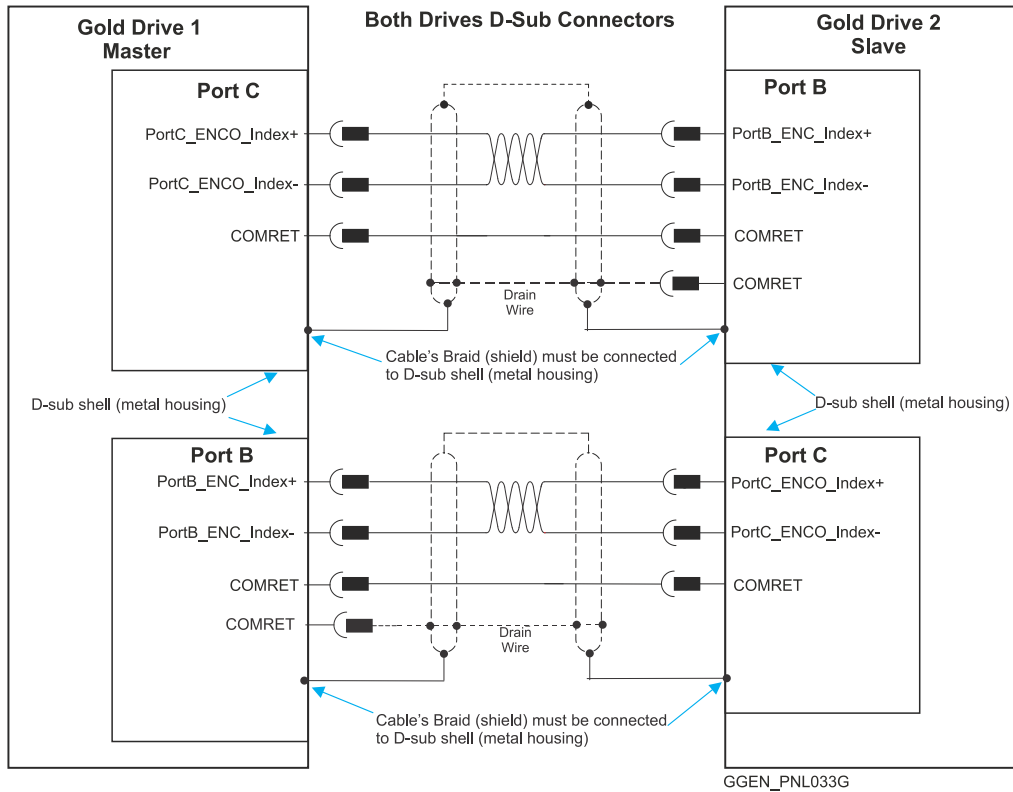 Both Drives D-Sub Connectors
Gold Drive 1
Master
Gold Drive 2
Slave
Port C
PortC_ENCO_Index+
PortC_ENCO_Index-
COMRET
Port B
PortB_ENC_Index+
PortB_ENC_Index-
COMRET
COMRET
Drain
Wire
Cable's Braid (shield) must be connected
to D-sub shell (metal housing)
D-sub shell (metal housing)
D-sub shell (metal housing)
Port B
PortB_ENC_Index+
PortB_ENC_Index-
COMRET
COMRET
Port C
PortC_ENCO_Index+
PortC_ENCO_Index-
COMRET
Drain
Wire
Cable's Braid (shield) must be connected
to D-sub shell (metal housing)
GGEN_PNL033G